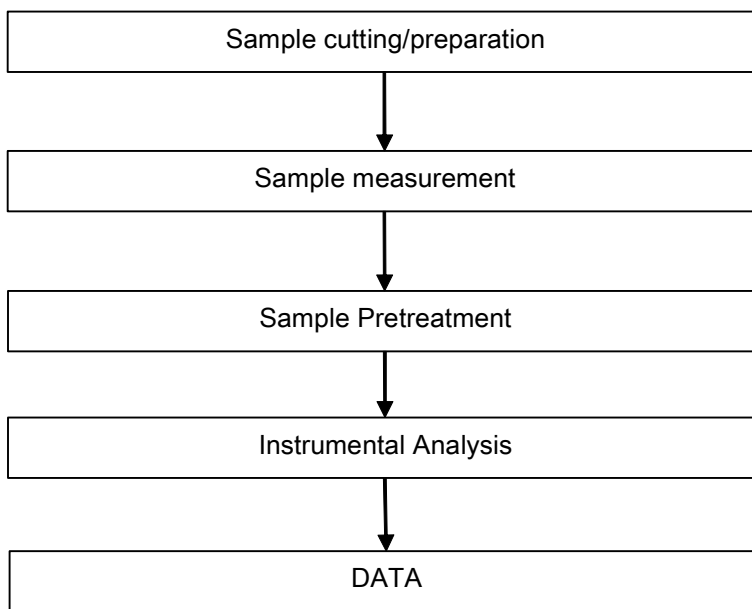 Sample cutting/preparation
Sample measurement
Sample Pretreatment
Instrumental Analysis
DATA